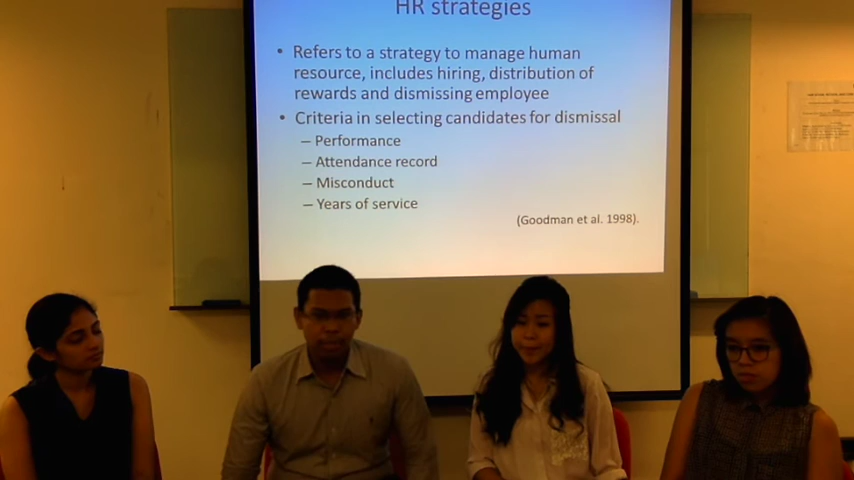 HR strategies
• Refers to a strategy to manage human
resource, includes hiring, distribution of
rewards and dismissing employee
• Criteria in selecting candidates for dismissal
– Performance
– Attendance record
– Misconduct
– Years of service
(Goodman et al. 1998).